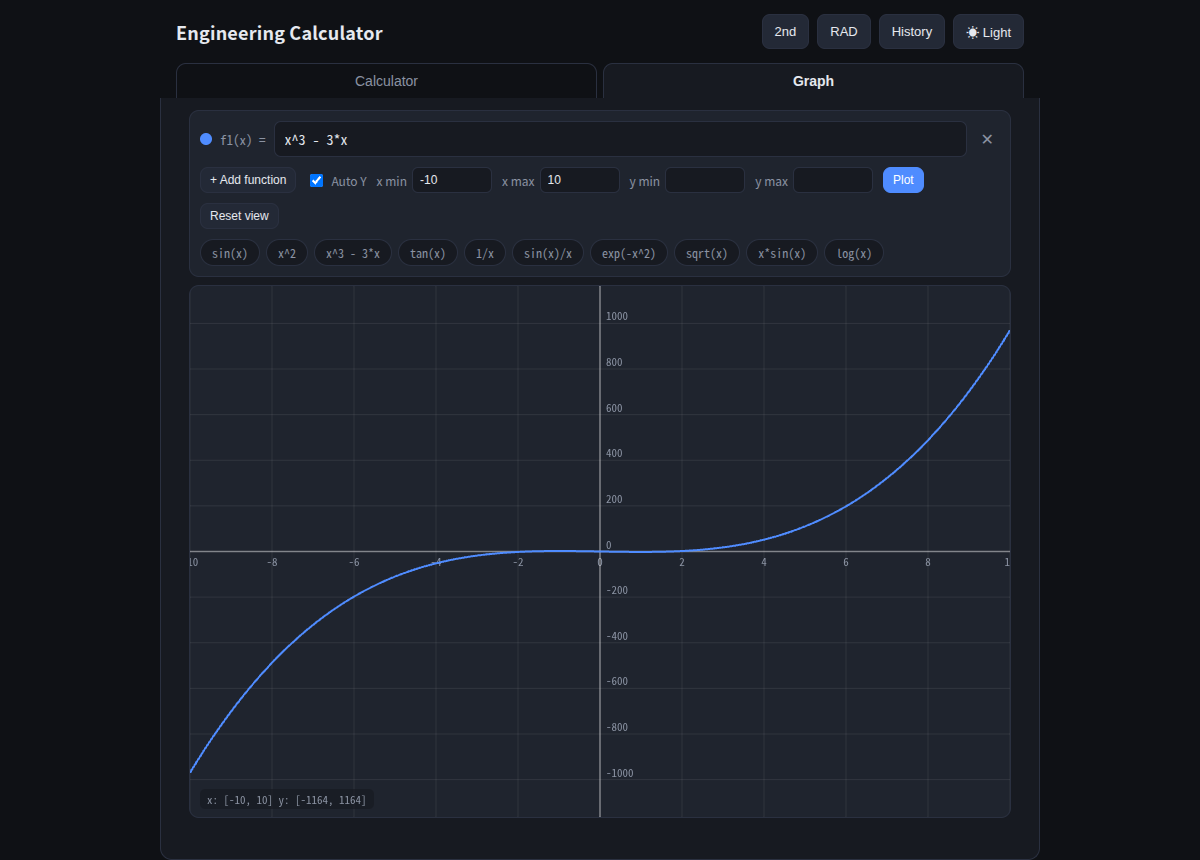 Engineering Calculator
2nd RAD History ☀ Light
Calculator Graph
f1(x) = x^3 - 3*x ✕
+ Add function Auto Y x min -10 x max 10 y min y max Plot
Reset view
sin(x) x^2 x^3 - 3*x tan(x) 1/x sin(x)/x exp(-x^2) sqrt(x) x*sin(x) log(x)
1000
800
600
400
200
0
10 -8 -6 -4 -2 0 2 4 6 8 1
-200
-400
-600
-800
-1000
x: [-10, 10] y: [-1164, 1164]